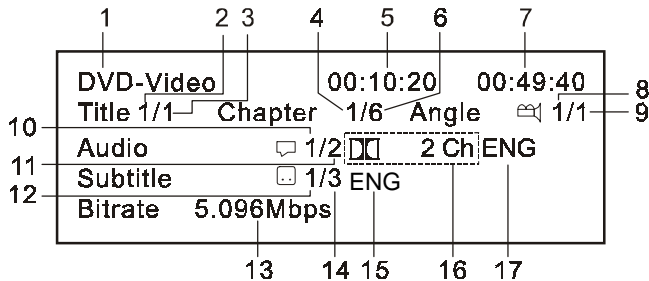 1 2 3 4 5 6 7
DVD-Video 00:10:20 00:49:40 8
Title 1/1 Chapter 1/6 Angle 1/1 9
10 Audio 1/2 2 Ch ENG
11
12 Subtitle 1/3 ENG
Bitrate 5.096Mbps
13 14 15 16 17